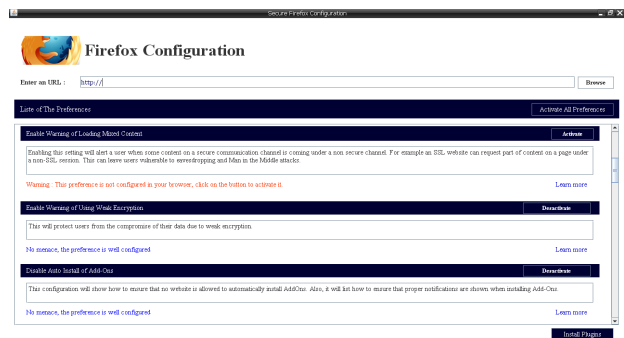 Secure Firefox Configuration
Firefox Configuration
Enter an URL :
http://
Browse
Liste of The Preferences
Activate All Preferences
Enable Warning of Loading Mixed Content
Activate
Enabling this setting will alert a user when some content on a secure communication channel is coming under a non secure channel. For example an SSL website can request part of content on a page under
a non-SSL session. This can leave users vulnerable to eavesdropping and Man in the Middle attacks.
Warning : This preference is not configured in your browser, click on the button to activate it
Learn more
Enable Warning of Using Weak Encryption
Desactivate
This will protect users from the compromise of their data due to weak encryption.
No menace, the preference is well configured
Learn more
Disable Auto Install of Add-Ons
Desactivate
This configuration will show how to ensure that no website is allowed to automatically install AddOns. Also, it will list how to ensure that proper notifications are shown when installing Add-Ons.
No menace, the preference is well configured
Learn more
Install Plugins